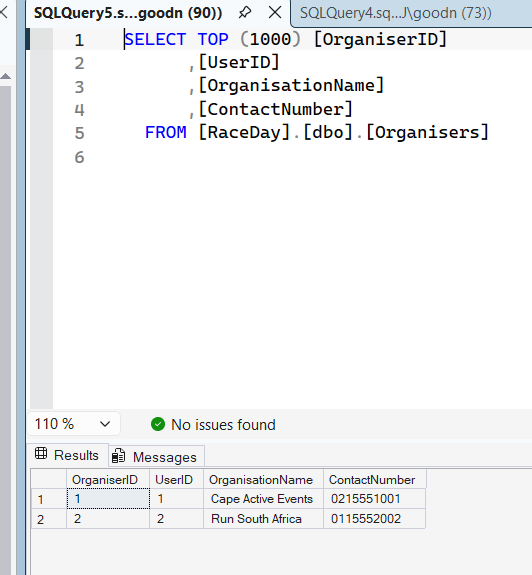 SQLQuery5.s...goodn (90)) SQLQuery4.sq...J\goodn (73))
1 SELECT TOP (1000) [OrganiserID]
2 ,[UserID]
3 ,[OrganisationName]
4 ,[ContactNumber]
5 FROM [RaceDay].[dbo].[Organisers]
6
110 % No issues found
Results Messages
OrganiserID UserID OrganisationName ContactNumber
1 1 1 Cape Active Events 0215551001
2 2 2 Run South Africa 0115552002